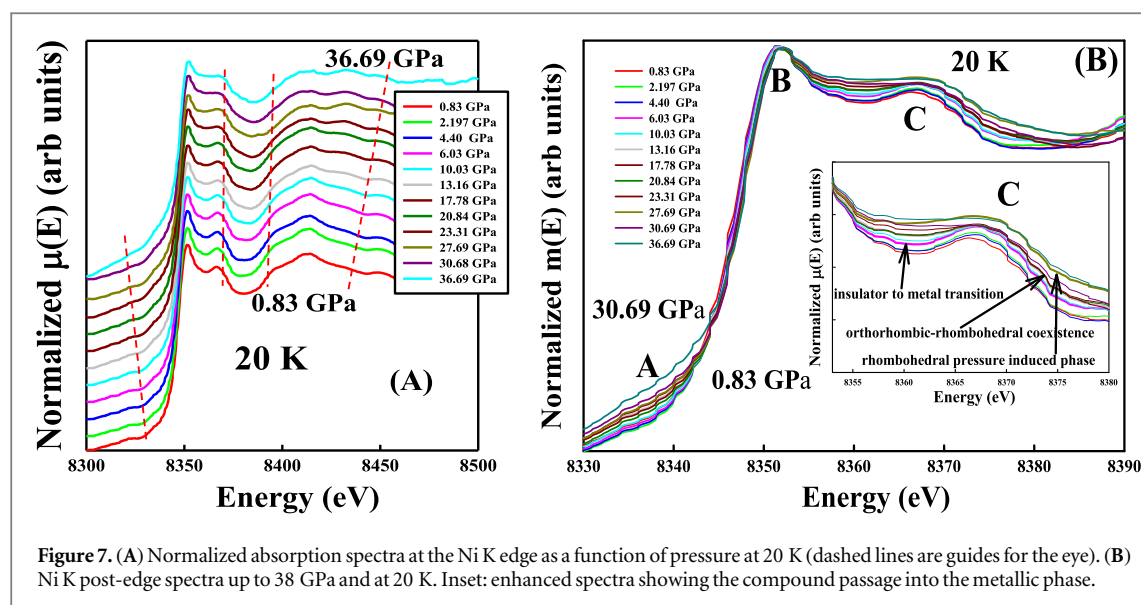 Normalized μ(E) (arb units)
36.69 GPa
0.83 GPa
2.197 GPa
4.40 GPa
6.03 GPa
10.03 GPa
13.16 GPa
17.78 GPa
20.84 GPa
23.31 GPa
27.69 GPa
30.68 GPa
36.69 GPa
0.83 GPa
20 K
(A)
8300 8350 8400 8450 8500
Energy (eV)
Normalized m(E) (arb units)
0.83 GPa
2.197 GPa
4.40 GPa
6.03 GPa
10.03 GPa
13.16 GPa
17.78 GPa
20.84 GPa
23.31 GPa
27.69 GPa
30.69 GPa
36.69 GPa
B
20 K
(B)
C
30.69 GPa
A
0.83 GPa
Normalized μ(E) (arb units)
C
insulator to metal transition
orthorhombic-rhombohedral coexistence
rhombohedral pressure induced phase
8355 8360 8365 8370 8375 8380
Energy (eV)
8330 8340 8350 8360 8370 8380 8390
Energy (eV)
Figure 7. (A) Normalized absorption spectra at the Ni K edge as a function of pressure at 20 K (dashed lines are guides for the eye). (B)
Ni K post-edge spectra up to 38 GPa and at 20 K. Inset: enhanced spectra showing the compound passage into the metallic phase.